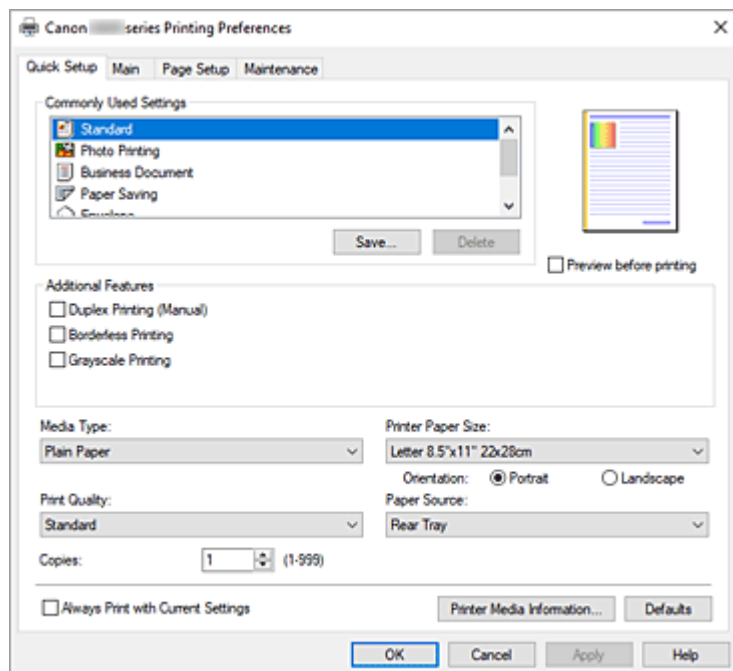 Canon series Printing Preferences
Quick Setup Main Page Setup Maintenance
Commonly Used Settings
Standard
Photo Printing
Business Document
Paper Saving
Save... Delete
Preview before printing
Additional Features
Duplex Printing (Manual)
Borderless Printing
Grayscale Printing
Media Type: Printer Paper Size:
Plain Paper Letter 8.5"x11" 22x28cm
Orientation: Portrait Landscape
Print Quality: Paper Source:
Standard Rear Tray
Copies: 1 (1-999)
Always Print with Current Settings Printer Media Information... Defaults
OK Cancel Apply Help